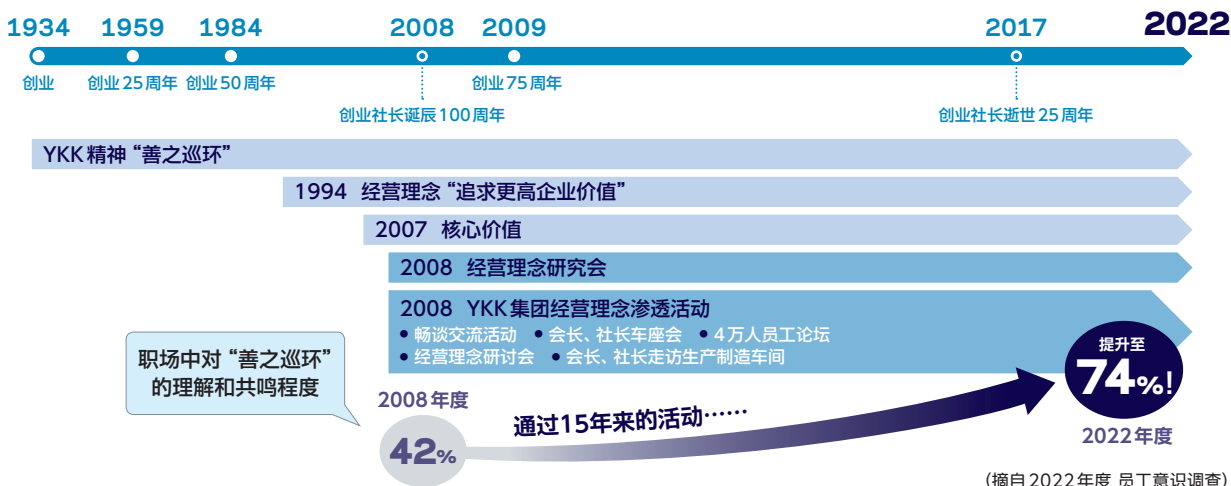 1934 1959 1984 2008 2009 2017 2022
创业 创业25周年 创业50周年 创业75周年
创业社长诞辰100周年 创业社长逝世25周年
YKK精神“善之巡环”
1994 经营理念“追求更高企业价值”
2007 核心价值
2008 经营理念研究会
2008 YKK集团经营理念渗透活动
• 畅谈交流活动 • 会长、社长车座会 • 4万人员工论坛
• 经营理念研讨会 • 会长、社长走访生产制造车间
职场中对“善之巡环”
的理解和共鸣程度
2008年度
42%
通过15年来的活动……
提升至
74%!
2022年度
(摘自2022年度 员工意识调查)